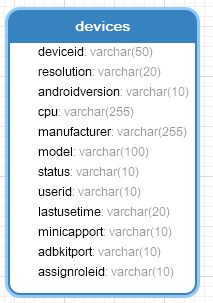 devices
deviceid: varchar(50)
resolution: varchar(20)
androidversion: varchar(10)
cpu: varchar(255)
manufacturer: varchar(255)
model: varchar(100)
status: varchar(10)
userid: varchar(10)
lastusetime: varchar(20)
minicapport: varchar(10)
adbkitport: varchar(10)
assignroleid: varchar(10)